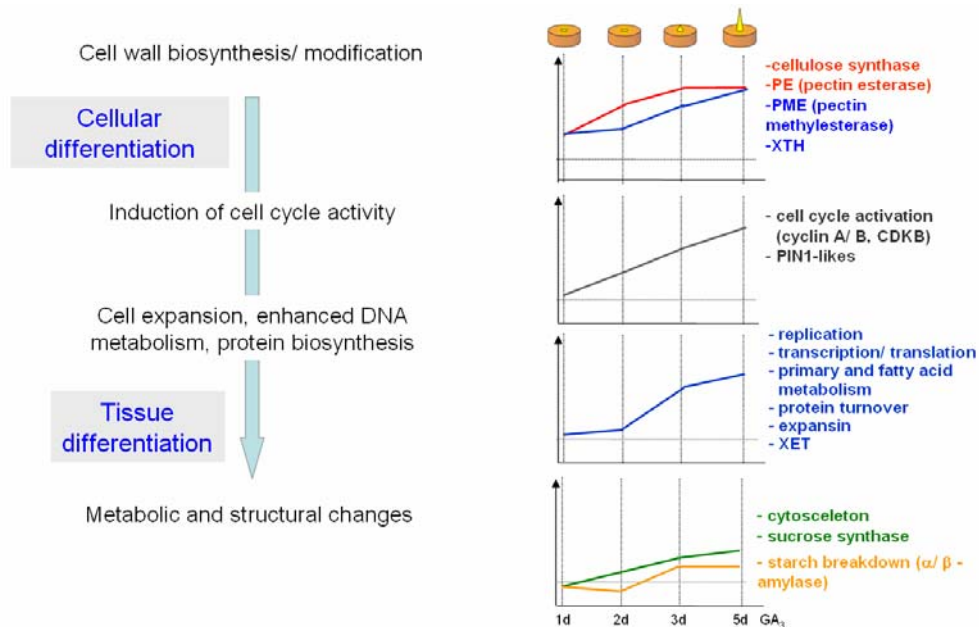 Cell wall biosynthesis/ modification
Cellular
differentiation
Induction of cell cycle activity
Cell expansion, enhanced DNA
metabolism, protein biosynthesis
Tissue
differentiation
Metabolic and structural changes
-cellulose synthase
-PE (pectin esterase)
-PME (pectin
methylesterase)
-XTH
- cell cycle activation
(cyclin A/ B, CDKB)
- PIN1-likes
- replication
- transcription/ translation
- primary and fatty acid
metabolism
- protein turnover
- expansin
- XET
- cytosceleton
- sucrose synthase
- starch breakdown (α/ β -
amylase)
1d 2d 3d 5d GA3